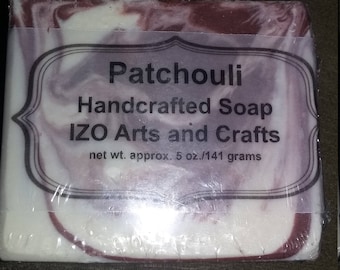 Patchouli
Handcrafted Soap
IZO Arts and Crafts
net wt. approx. 5 oz./141 grams